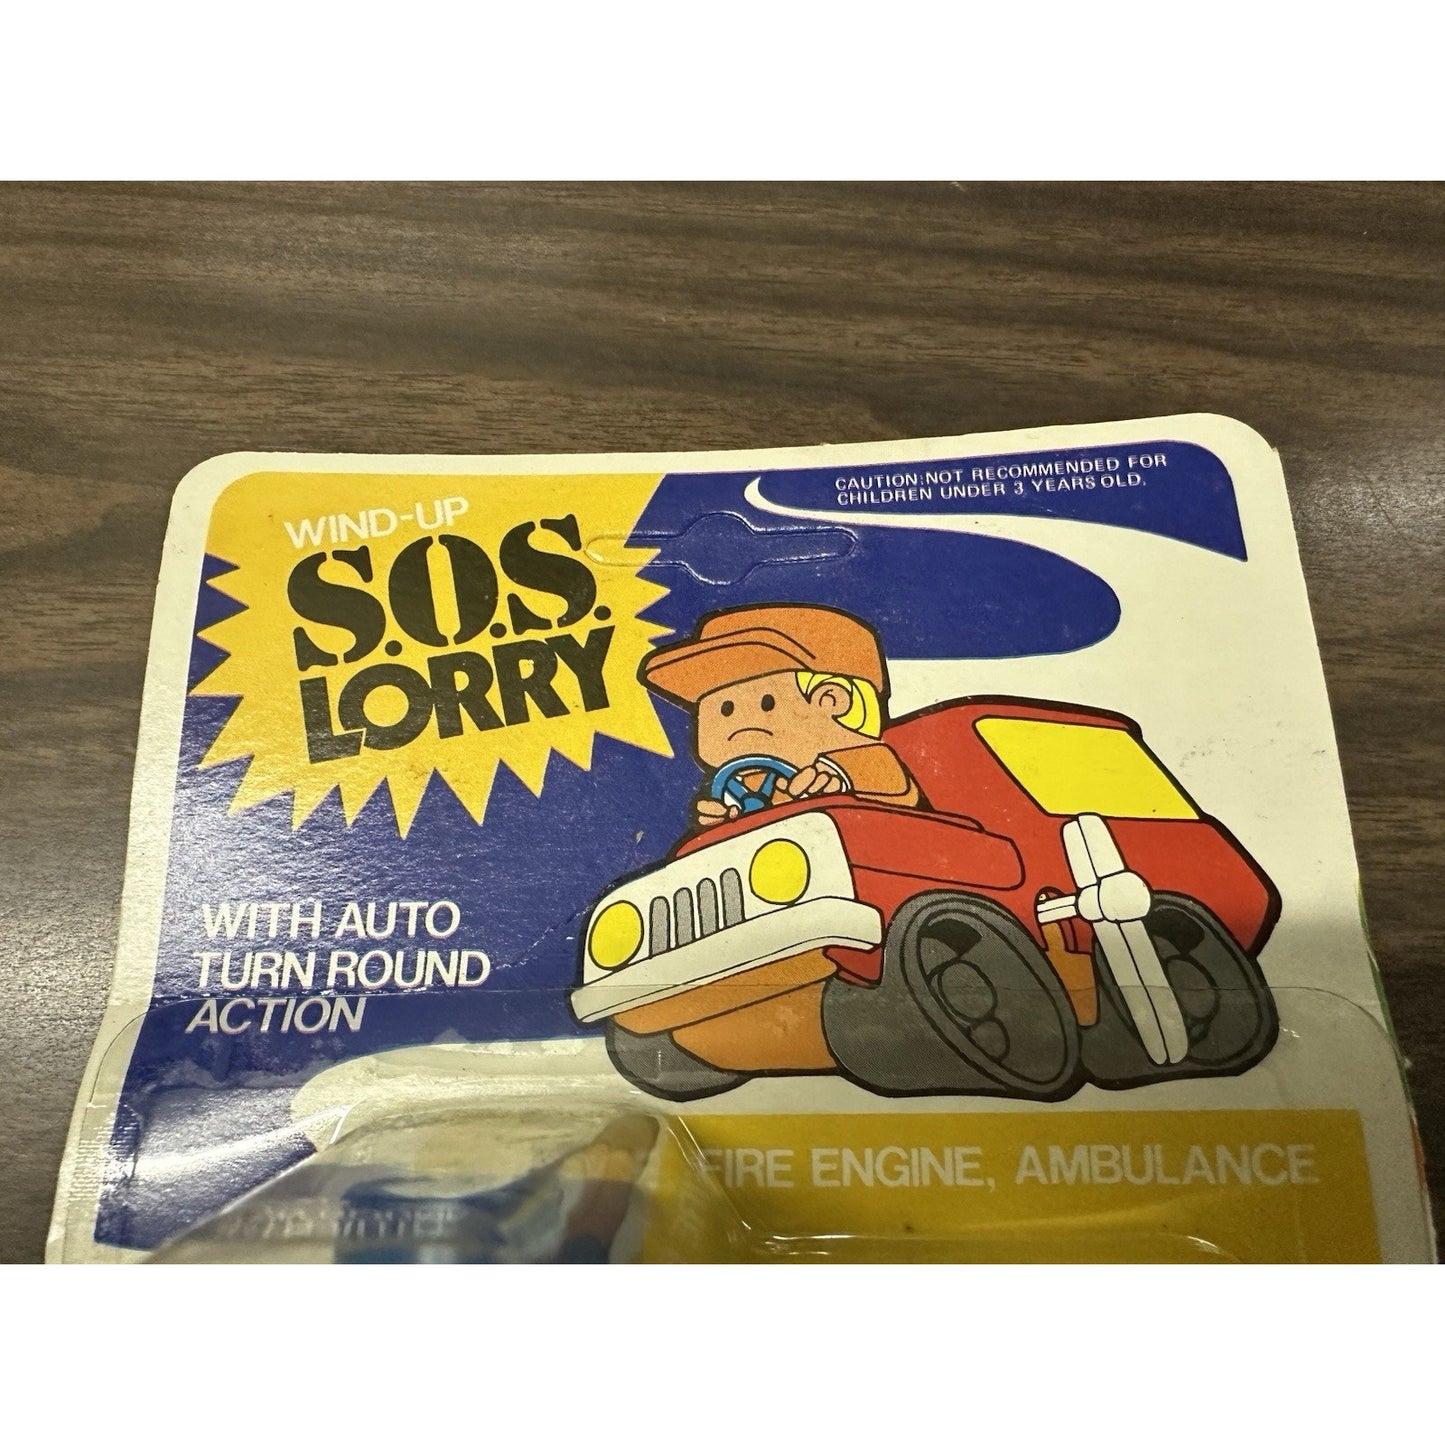 WIND-UP
S.O.S.
LORRY
CAUTION: NOT RECOMMENDED FOR
CHILDREN UNDER 3 YEARS OLD.
WITH AUTO
TURN ROUND
ACTION
FIRE ENGINE, AMBULANCE